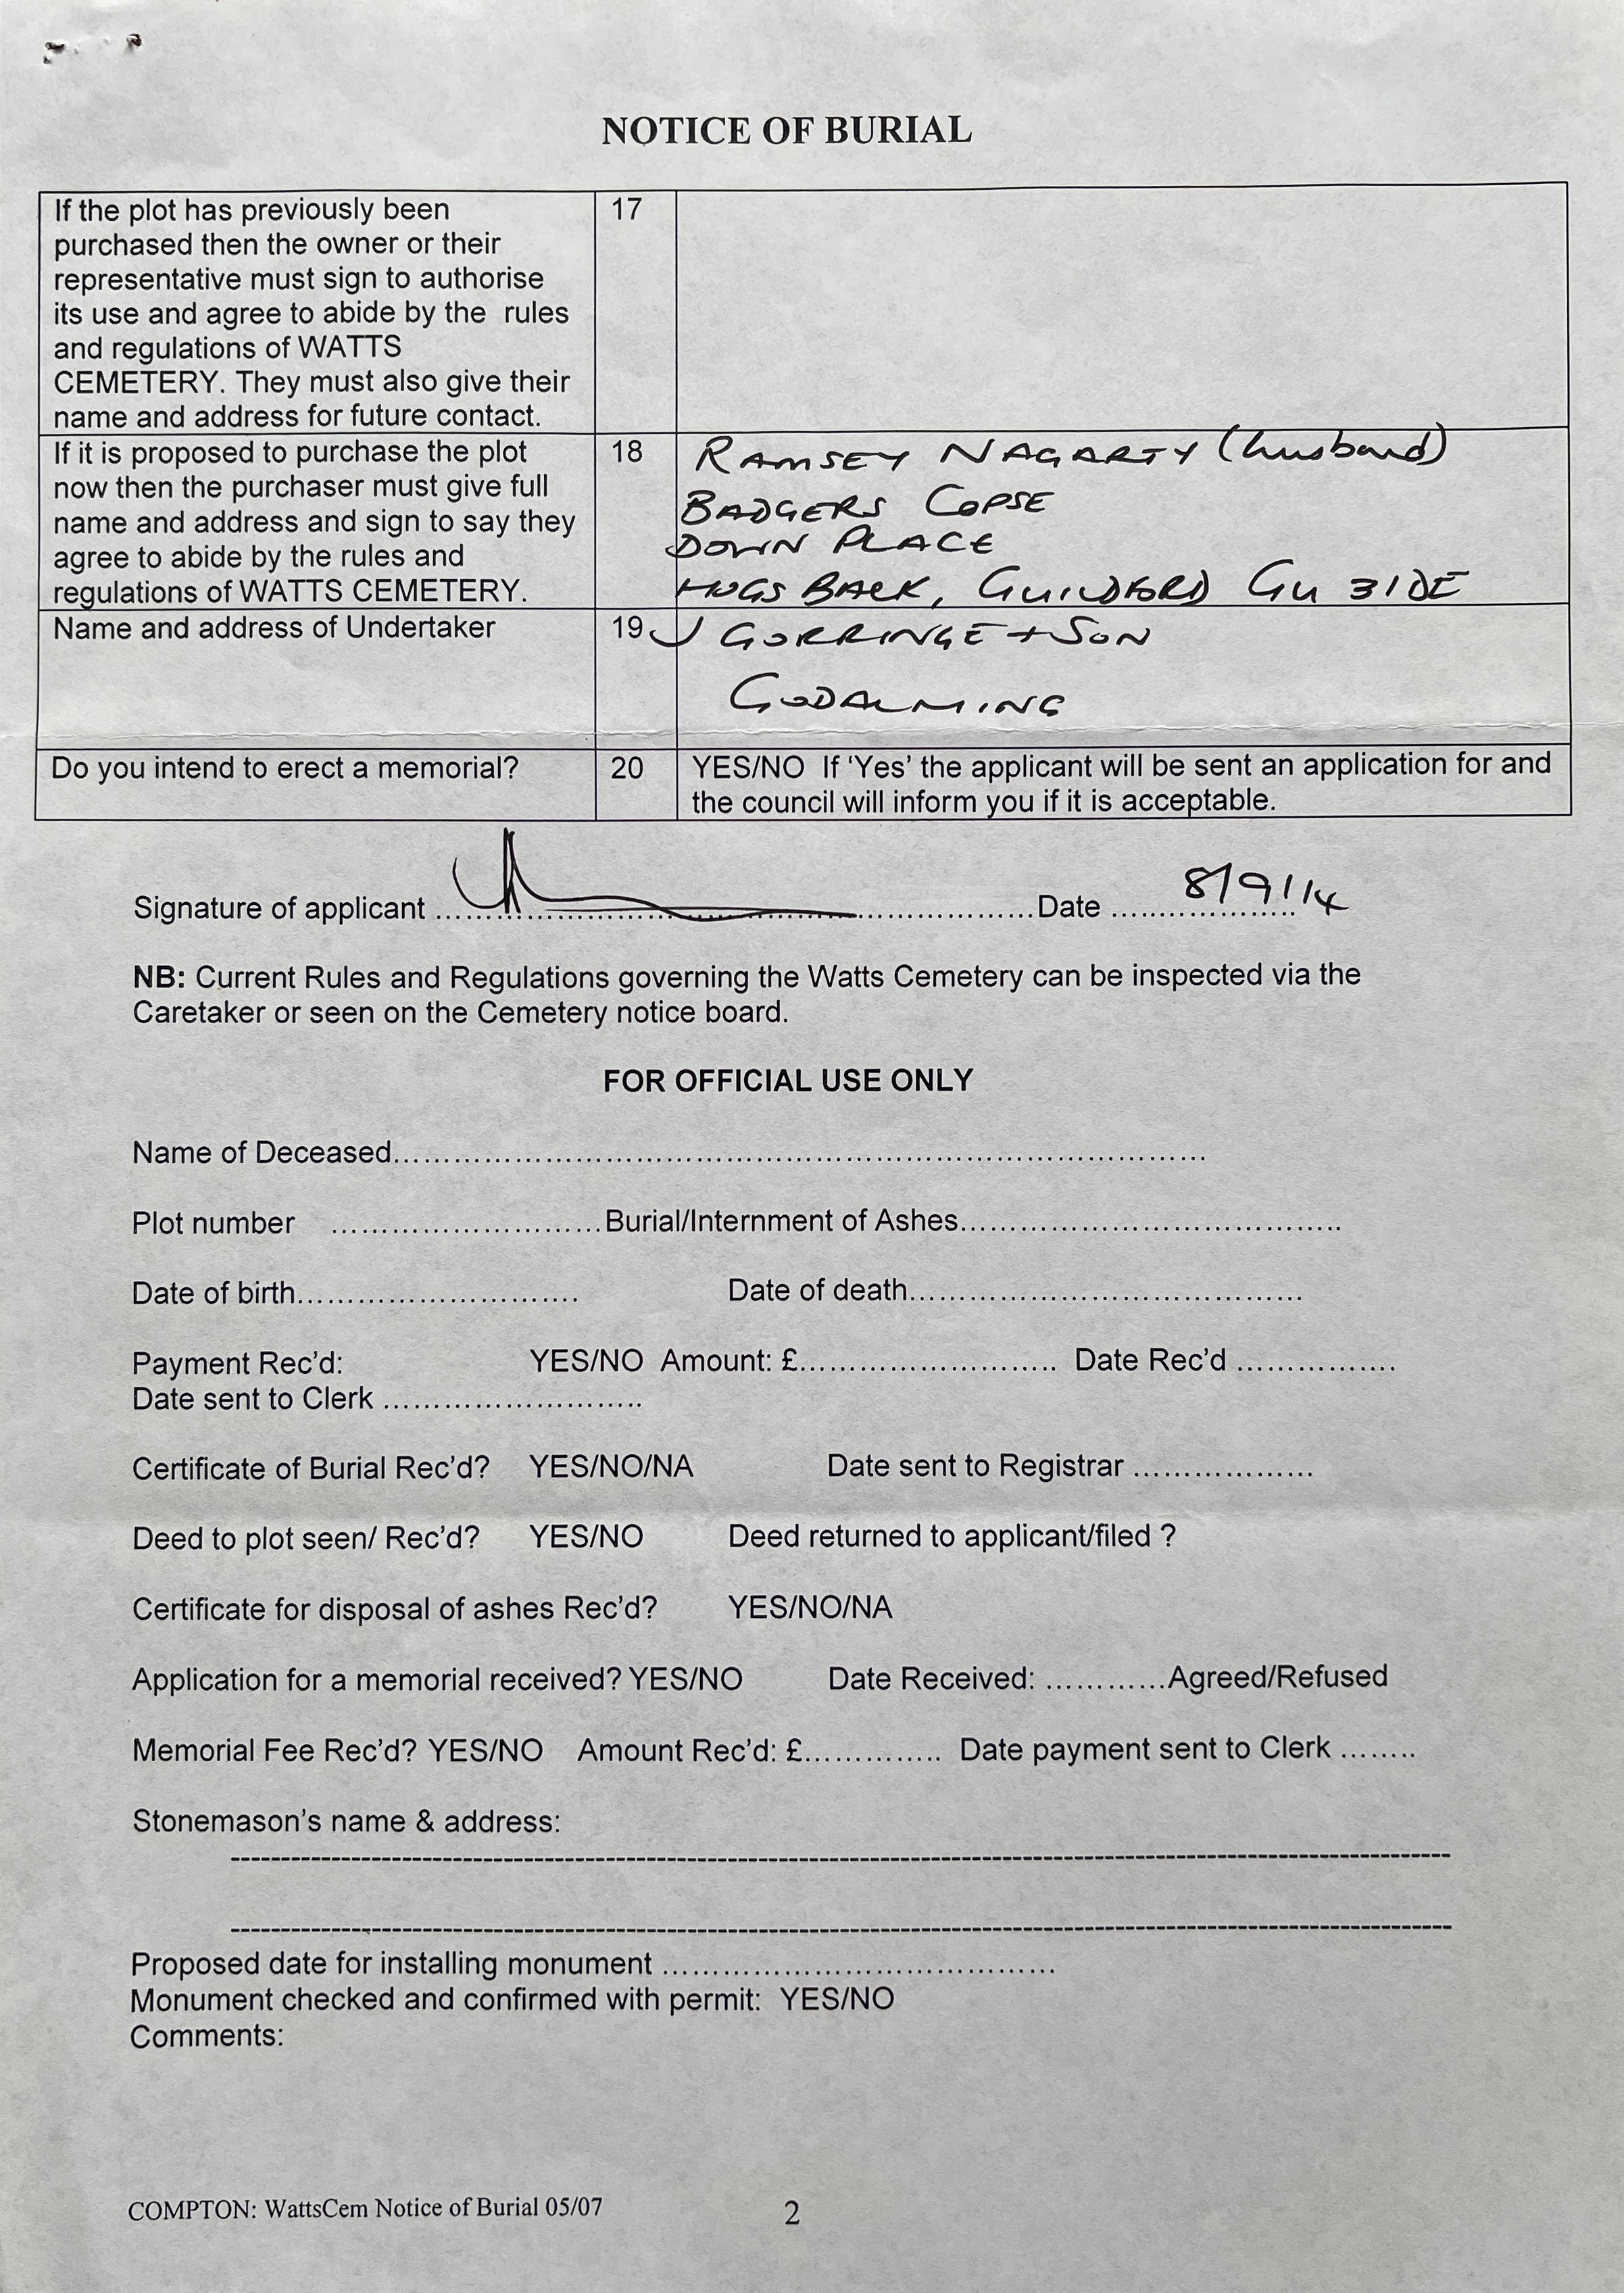 NOTICE OF BURIAL
If the plot has previously been
purchased then the owner or their
representative must sign to authorise
its use and agree to abide by the rules
and regulations of WATTS
CEMETERY. They must also give their
name and address for future contact.
17
If it is proposed to purchase the plot
now then the purchaser must give full
name and address and sign to say they
agree to abide by the rules and
regulations of WATTS CEMETERY.
18
RAMSEY NAGARTY (husband)
BADGERS COPSE
DOWN PLACE
HOGS BACK, GUILDFORD GU 31DE
Name and address of Undertaker
19
J GORRINGE + SON
GODALMING
Do you intend to erect a memorial?
20
YES/NO If ‘Yes’ the applicant will be sent an application for and
the council will inform you if it is acceptable.
Signature of applicant ........................................ Date 8/9/14
NB: Current Rules and Regulations governing the Watts Cemetery can be inspected via the
Caretaker or seen on the Cemetery notice board.
FOR OFFICIAL USE ONLY
Name of Deceased........................................
Plot number ..............................Burial/Internment of Ashes........................................
Date of birth.............................. Date of death........................................
Payment Rec’d: YES/NO Amount: £.............................. Date Rec’d ................
Date sent to Clerk ..............................
Certificate of Burial Rec’d? YES/NO/NA Date sent to Registrar ....................
Deed to plot seen/ Rec’d? YES/NO Deed returned to applicant/filed ?
Certificate for disposal of ashes Rec’d? YES/NO/NA
Application for a memorial received? YES/NO Date Received: ............Agreed/Refused
Memorial Fee Rec’d? YES/NO Amount Rec’d: £............... Date payment sent to Clerk ........
Stonemason’s name & address:
Proposed date for installing monument ........................................
Monument checked and confirmed with permit: YES/NO
Comments:
COMPTON: WattsCem Notice of Burial 05/07
2